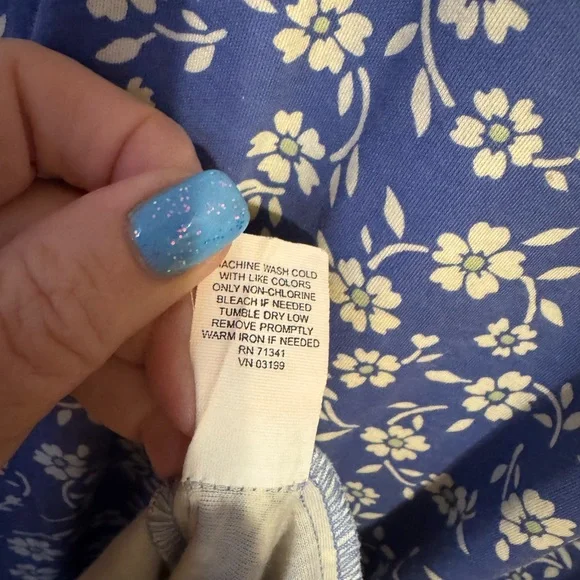 MACHINE WASH COLD
WITH LIKE COLORS
ONLY NON-CHLORINE
BLEACH IF NEEDED
TUMBLE DRY LOW
REMOVE PROMPTLY
WARM IRON IF NEEDED
RN 71341
VN 03199